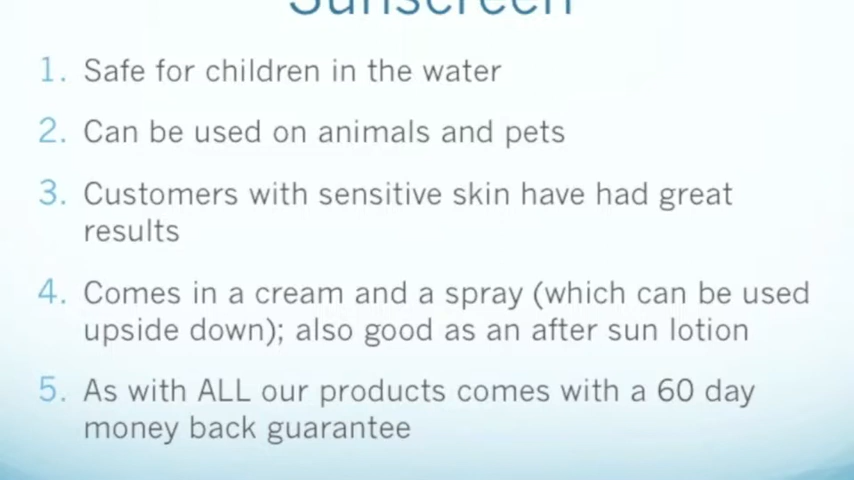 Sunscreen
1. Safe for children in the water
2. Can be used on animals and pets
3. Customers with sensitive skin have had great
results
4. Comes in a cream and a spray (which can be used
upside down); also good as an after sun lotion
5. As with ALL our products comes with a 60 day
money back guarantee